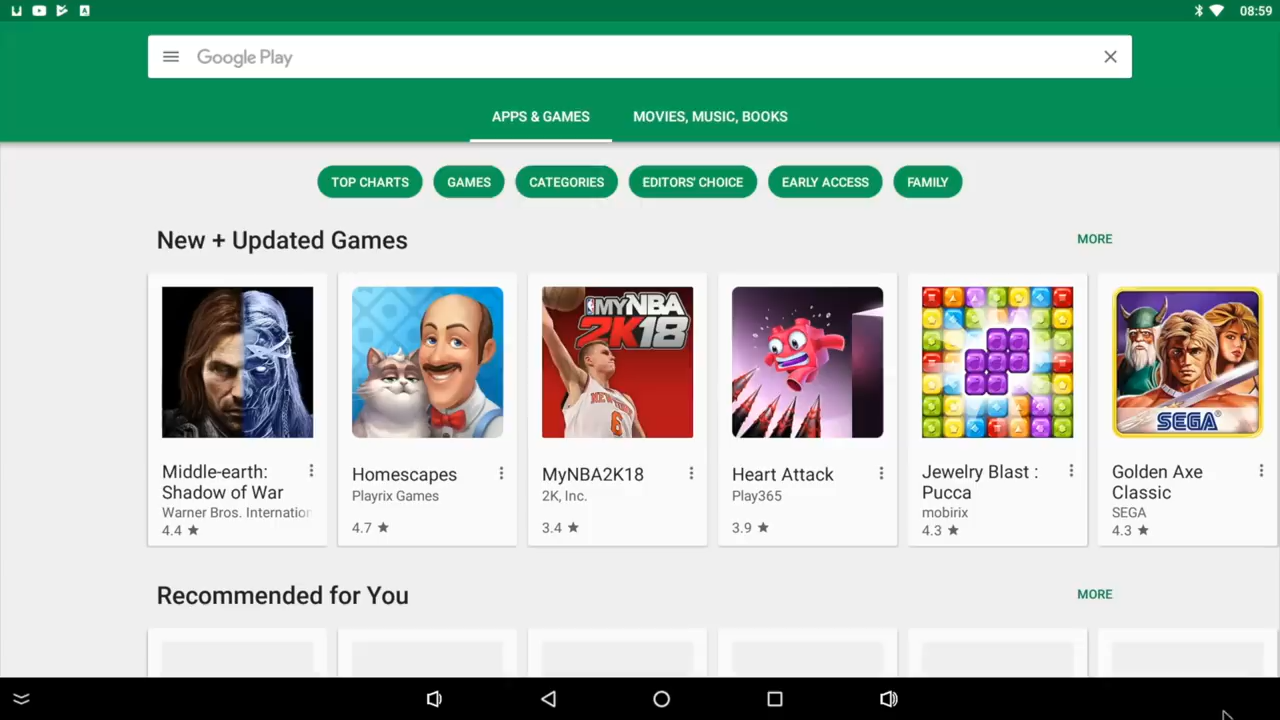 08:59
Google Play
APPS & GAMES
MOVIES, MUSIC, BOOKS
TOP CHARTS
GAMES
CATEGORIES
EDITORS' CHOICE
EARLY ACCESS
FAMILY
New + Updated Games
MORE
MYNBA
2K18
NEW YORK
6
SEGA
Middle-earth:
Shadow of War
Warner Bros. Internation
4.4 ★
Homescapes
Playrix Games
4.7 ★
MyNBA2K18
2K, Inc.
3.4 ★
Heart Attack
Play365
3.9 ★
Jewelry Blast :
Pucca
mobirix
4.3 ★
Golden Axe
Classic
SEGA
4.3 ★
Recommended for You
MORE